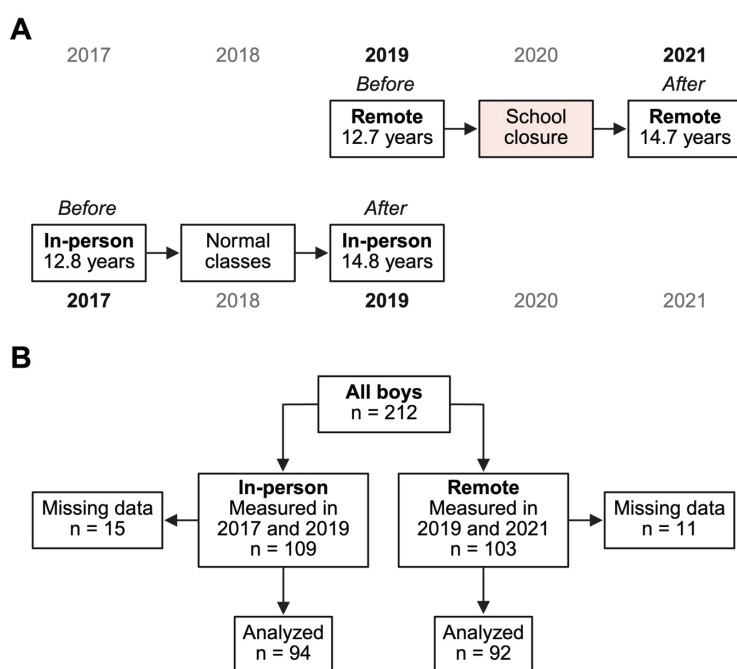 A
2017 2018 2019 2020 2021
Before After
Remote School Remote
12.7 years closure 14.7 years
Before After
In-person Normal In-person
12.8 years classes 14.8 years
2017 2018 2019 2020 2021
B
All boys
n = 212
In-person
Measured in
2017 and 2019
n = 109
Remote
Measured in
2019 and 2021
n = 103
Missing data
n = 15
Missing data
n = 11
Analyzed
n = 94
Analyzed
n = 92